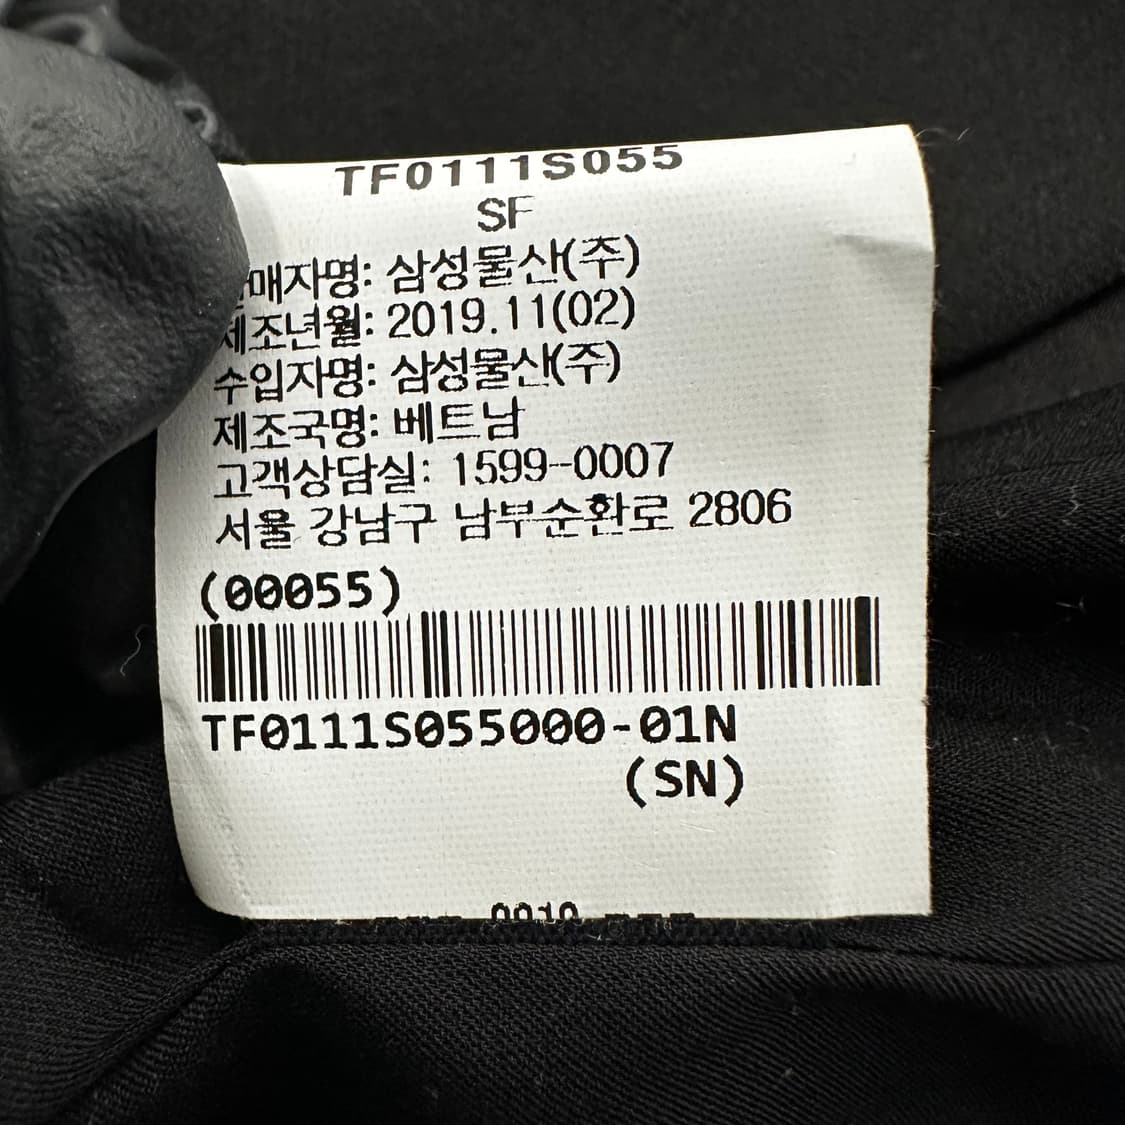 TF0111S055
SF
판매자명: 삼성물산(주)
제조년월: 2019.11(02)
수입자명: 삼성물산(주)
제조국명: 베트남
고객상담실: 1599-0007
서울 강남구 남부순환로 2806
(00055)
TF0111S055000-01N
(SN)